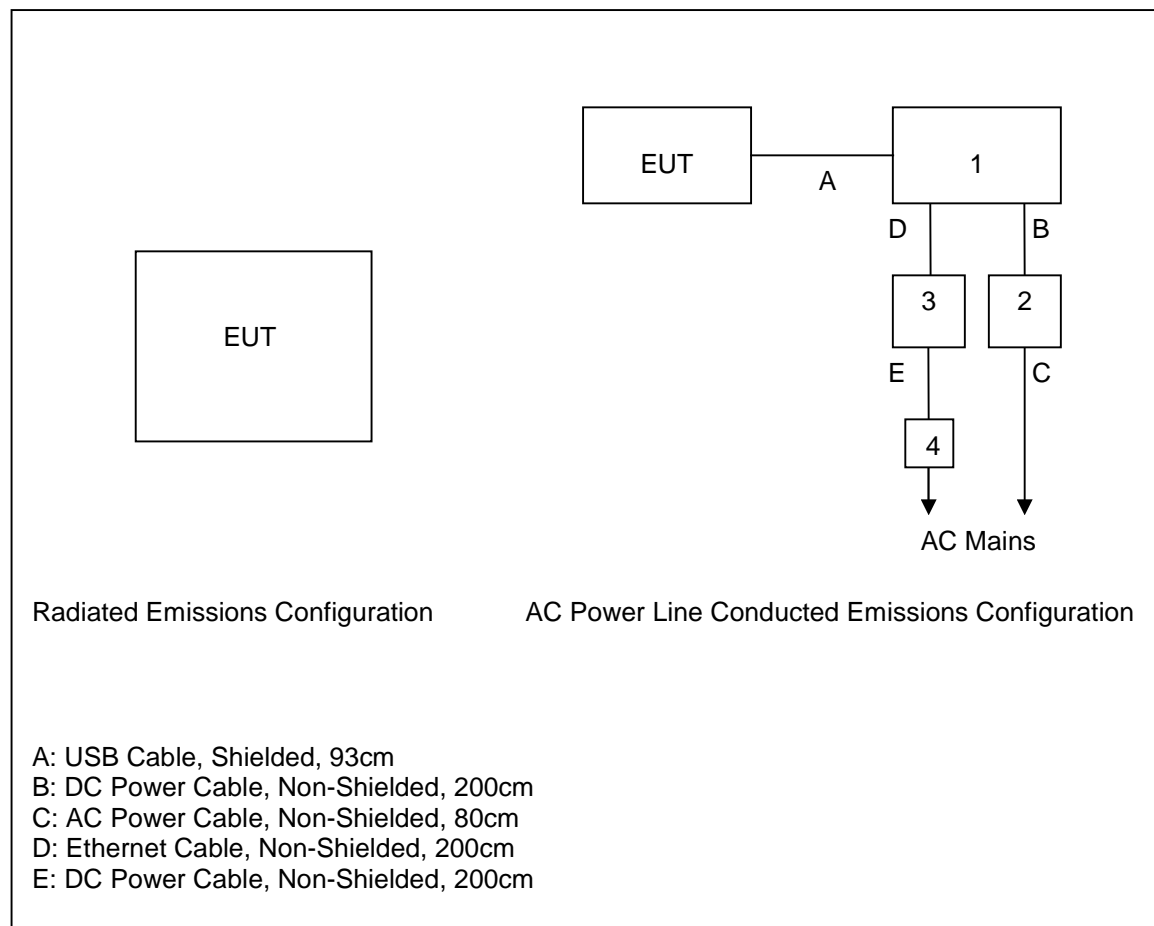 EUT
1
A
D
B
3
2
EUT
E
C
4
AC Mains
Radiated Emissions Configuration
AC Power Line Conducted Emissions Configuration
A: USB Cable, Shielded, 93cm
B: DC Power Cable, Non-Shielded, 200cm
C: AC Power Cable, Non-Shielded, 80cm
D: Ethernet Cable, Non-Shielded, 200cm
E: DC Power Cable, Non-Shielded, 200cm